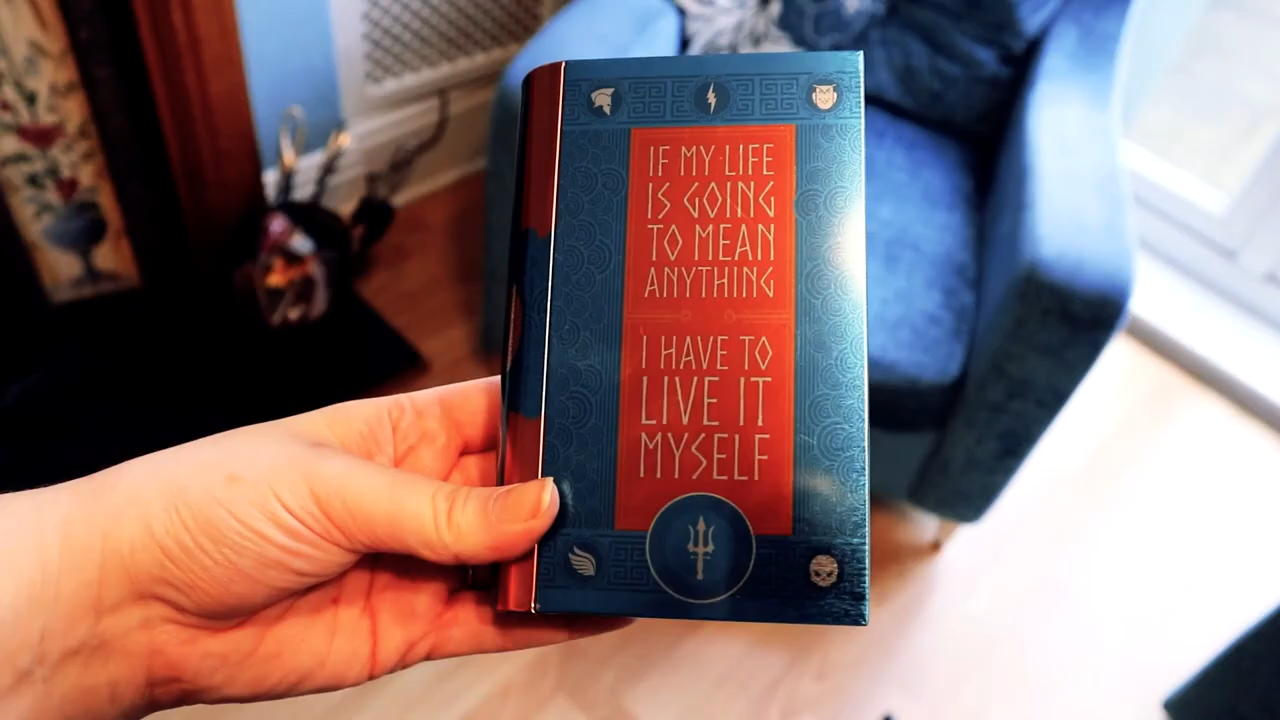 IF MY LIFE
IS GOING
TO MEAN
ANYTHING
I HAVE TO
LIVE IT
MYSELF